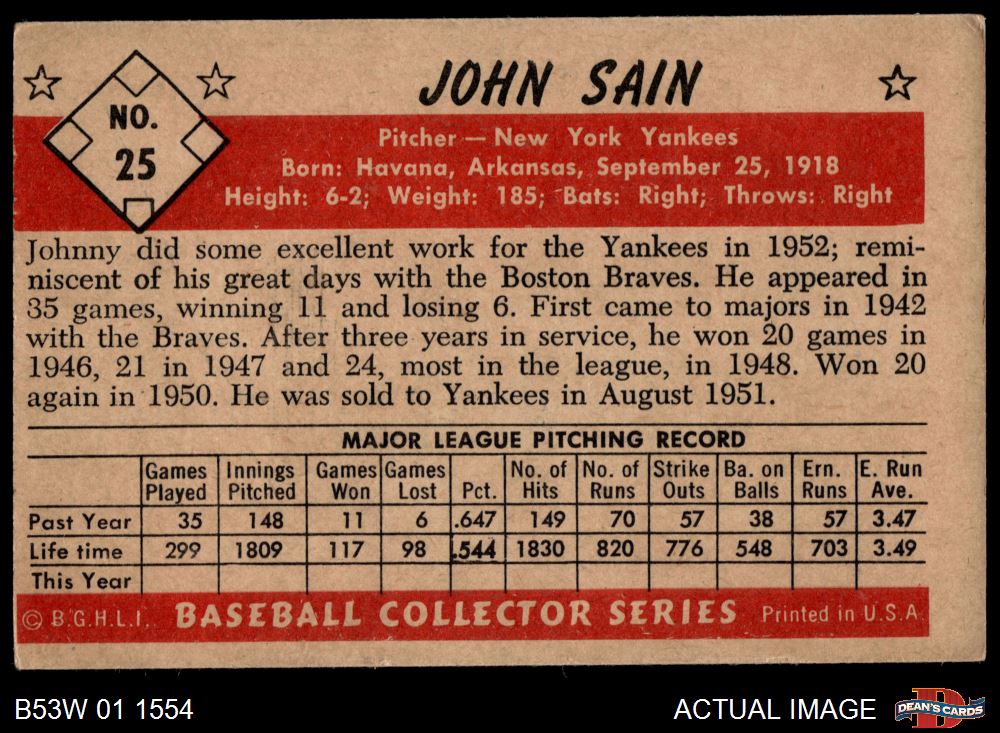 NO.
25
JOHN SAIN
Pitcher — New York Yankees
Born: Havana, Arkansas, September 25, 1918
Height: 6-2; Weight: 185; Bats: Right; Throws: Right
Johnny did some excellent work for the Yankees in 1952; remi-
niscent of his great days with the Boston Braves. He appeared in
35 games, winning 11 and losing 6. First came to majors in 1942
with the Braves. After three years in service, he won 20 games in
1946, 21 in 1947 and 24, most in the league, in 1948. Won 20
again in 1950. He was sold to Yankees in August 1951.
MAJOR LEAGUE PITCHING RECORD
Games Innings Games Games No. of No. of Strike Ba. on Ern. E. Run
Played Pitched Won Lost Pct. Hits Runs Outs Balls Runs Ave.
Past Year 35 148 11 6 .647 149 70 57 38 57 3.47
Life time 299 1809 117 98 .544 1830 820 776 548 703 3.49
This Year
© B.G.H.L.I. BASEBALL COLLECTOR SERIES Printed in U.S.A.
B53W 01 1554 ACTUAL IMAGE DEAN'S CARDS